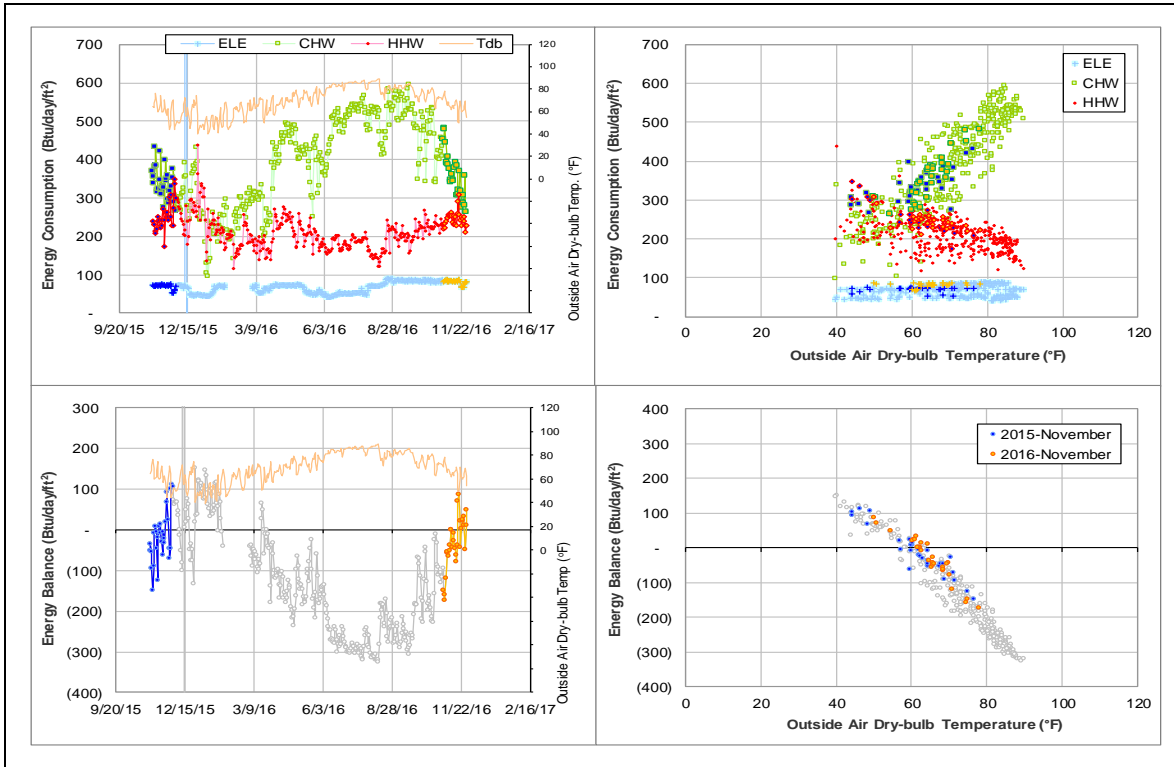 ELE CHW HHW Tdb
700
600
500
400
300
200
100
-
120
100
80
60
40
20
0
Energy Consumption (Btu/day/ft²)
Outside Air Dry-bulb Temp. (°F)
9/20/15 12/15/15 3/9/16 6/3/16 8/28/16 11/22/16 2/16/17
700
600
500
400
300
200
100
-
Energy Consumption (Btu/day/ft²)
ELE
CHW
HHW
0 20 40 60 80 100 120
Outside Air Dry-bulb Temperature (°F)
300
200
100
-
(100)
(200)
(300)
(400)
120
100
80
60
40
20
0
Energy Balance (Btu/day/ft²)
Outside Air Dry-bulb Temp (°F)
9/20/15 12/15/15 3/9/16 6/3/16 8/28/16 11/22/16 2/16/17
400
300
200
100
-
(100)
(200)
(300)
(400)
Energy Balance (Btu/day/ft²)
2015-November
2016-November
0 20 40 60 80 100 120
Outside Air Dry-bulb Temperature (°F)